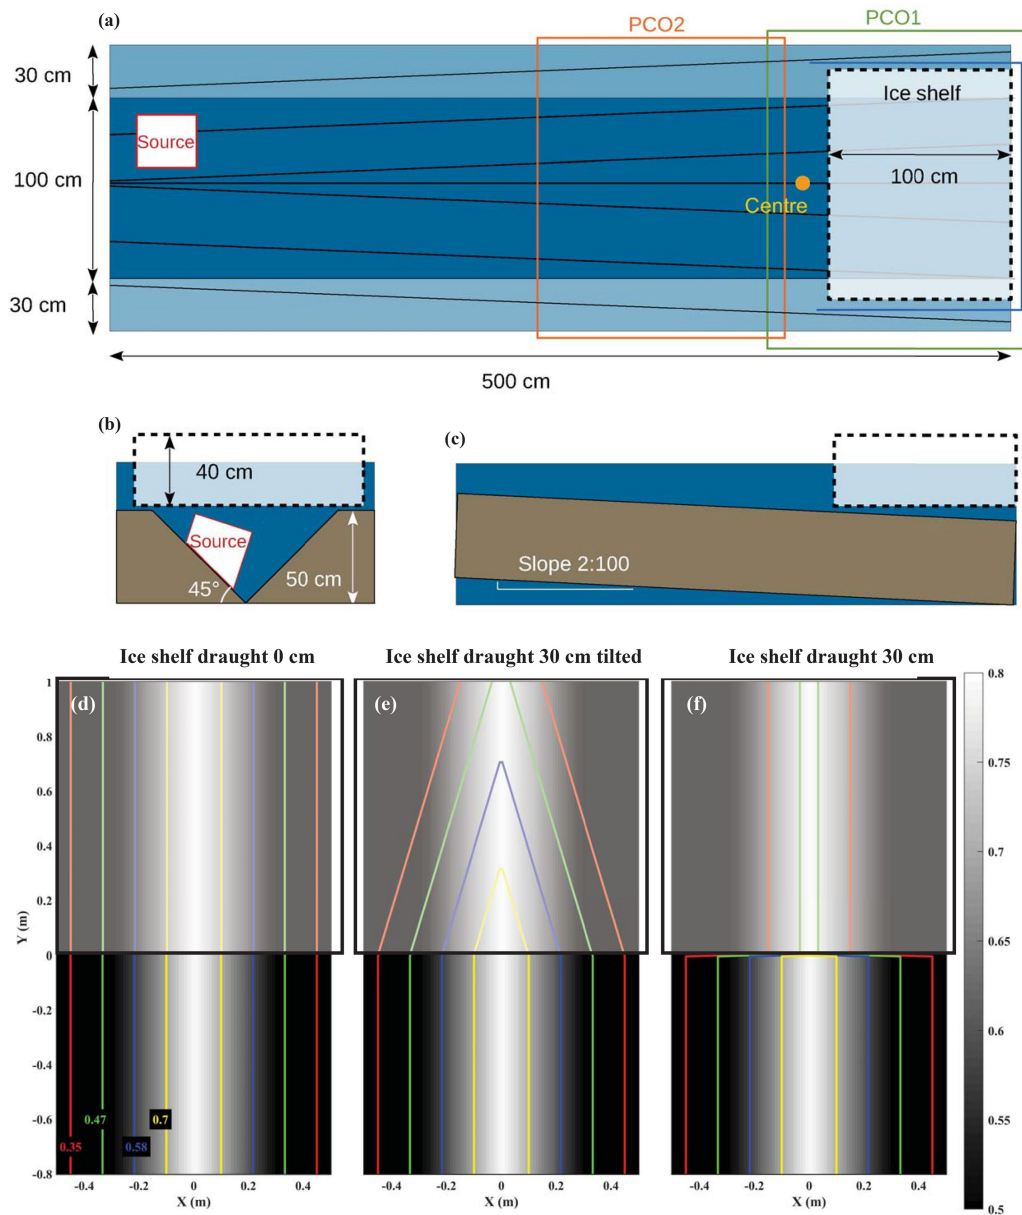 (a)
PCO2
PCO1
30 cm
100 cm
30 cm
Source
Ice shelf
100 cm
Centre
500 cm
(b)
40 cm
Source
45°
50 cm
(c)
Slope 2:100
Ice shelf draught 0 cm
Ice shelf draught 30 cm tilted
Ice shelf draught 30 cm
(d)
(e)
(f)
1
0.8
0.6
0.4
0.2
0
-0.2
-0.4
-0.6
-0.8
Y (m)
0.35
0.47
0.58
0.7
-0.4 -0.2 0 0.2 0.4
X (m)
-0.4 -0.2 0 0.2 0.4
X (m)
-0.4 -0.2 0 0.2 0.4
X (m)
0.8
0.75
0.7
0.65
0.6
0.55
0.5